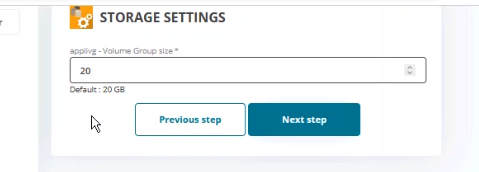 STORAGE SETTINGS
applivg - Volume Group size *
20
Default : 20 GB
Previous step
Next step